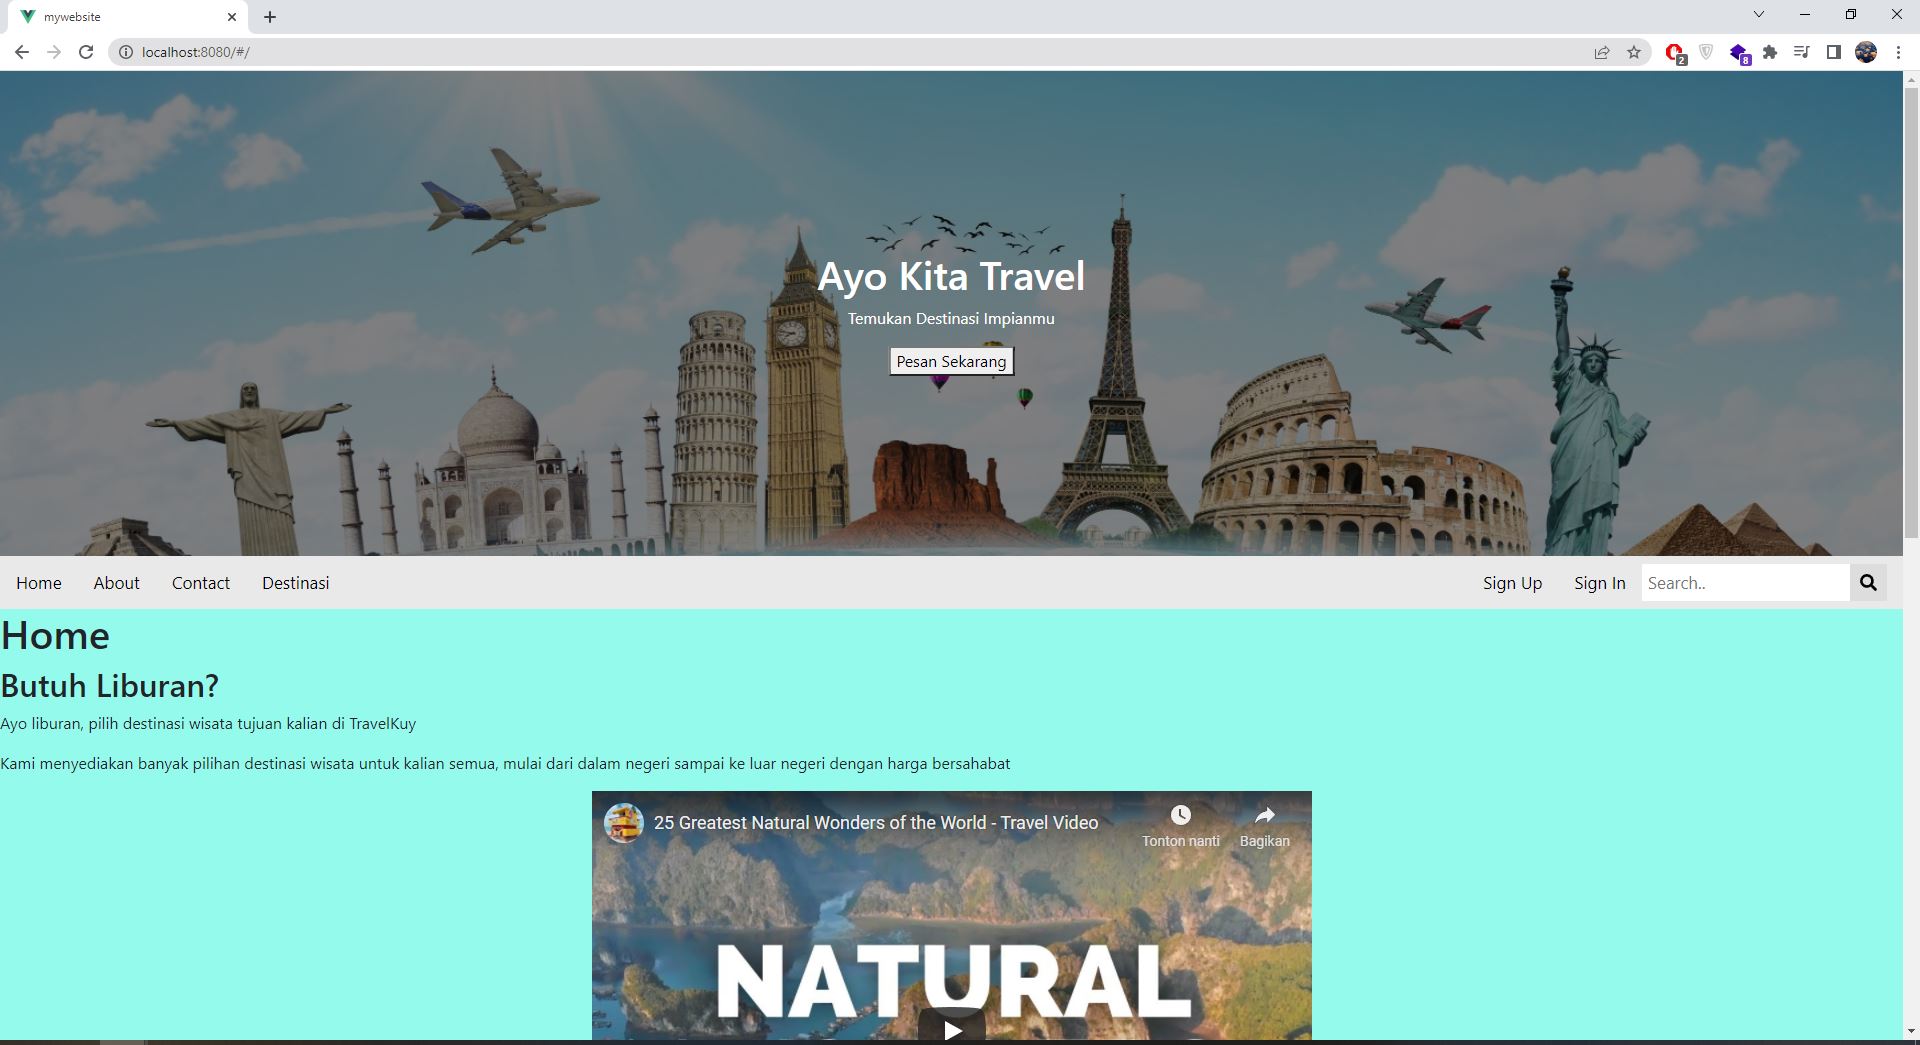 mywebsite
localhost:8080/#/
2
8
Ayo Kita Travel
Temukan Destinasi Impianmu
Pesan Sekarang
Home About Contact Destinasi Sign Up Sign In Search..
Home
Butuh Liburan?
Ayo liburan, pilih destinasi wisata tujuan kalian di TravelKuy
Kami menyediakan banyak pilihan destinasi wisata untuk kalian semua, mulai dari dalam negeri sampai ke luar negeri dengan harga bersahabat
25 Greatest Natural Wonders of the World - Travel Video
Tonton nanti Bagikan
NATURAL